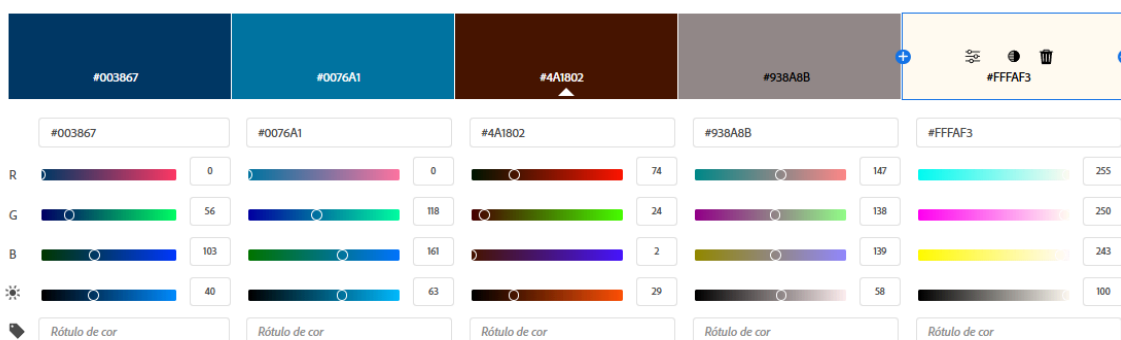 #003867 #0076A1 #4A1802 #938A8B #FFFAF3
#003867 #0076A1 #4A1802 #938A8B #FFFAF3
R 0 0 74 147 255
G 56 118 24 138 250
B 103 161 2 139 243
40 63 29 58 100
Rótulo de cor Rótulo de cor Rótulo de cor Rótulo de cor Rótulo de cor